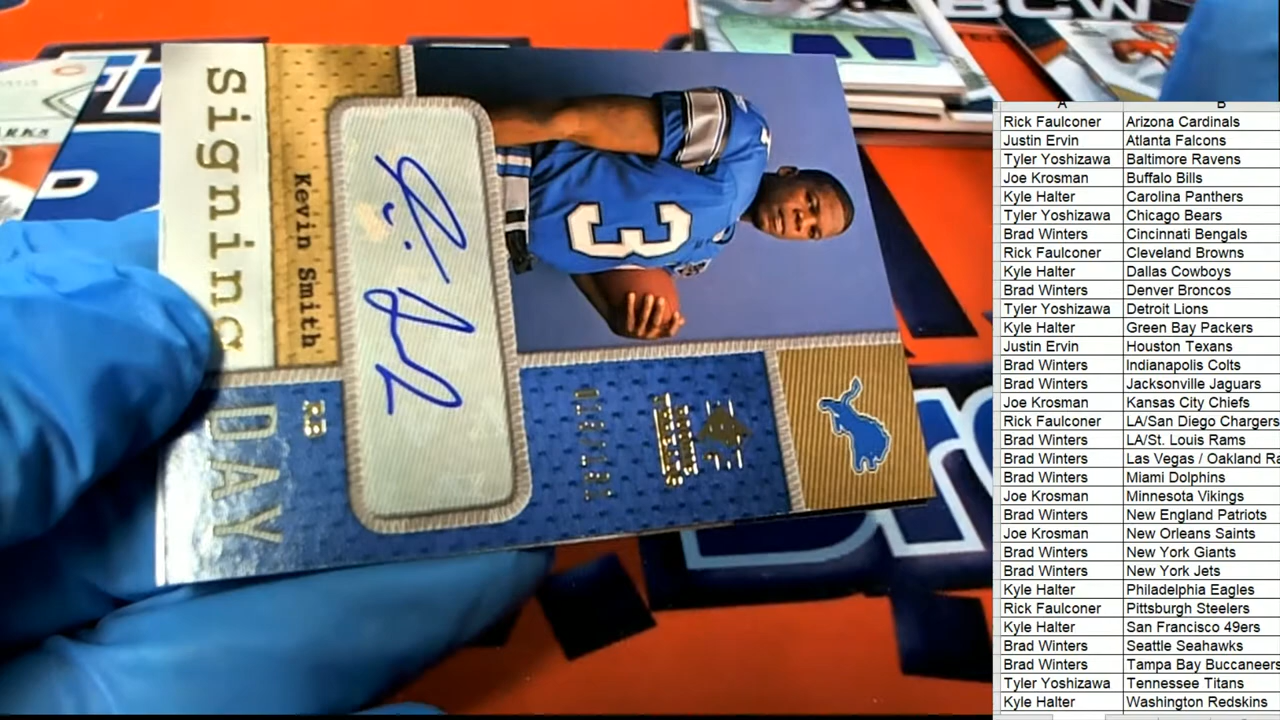 Signing
DAY
Kevin Smith
RB
3
BCW
A B
Rick Faulconer Arizona Cardinals
Justin Ervin Atlanta Falcons
Tyler Yoshizawa Baltimore Ravens
Joe Krosman Buffalo Bills
Kyle Halter Carolina Panthers
Tyler Yoshizawa Chicago Bears
Brad Winters Cincinnati Bengals
Rick Faulconer Cleveland Browns
Kyle Halter Dallas Cowboys
Brad Winters Denver Broncos
Tyler Yoshizawa Detroit Lions
Kyle Halter Green Bay Packers
Justin Ervin Houston Texans
Brad Winters Indianapolis Colts
Brad Winters Jacksonville Jaguars
Joe Krosman Kansas City Chiefs
Rick Faulconer LA/San Diego Chargers
Brad Winters LA/St. Louis Rams
Brad Winters Las Vegas / Oakland Ra
Brad Winters Miami Dolphins
Joe Krosman Minnesota Vikings
Brad Winters New England Patriots
Joe Krosman New Orleans Saints
Brad Winters New York Giants
Brad Winters New York Jets
Kyle Halter Philadelphia Eagles
Rick Faulconer Pittsburgh Steelers
Kyle Halter San Francisco 49ers
Brad Winters Seattle Seahawks
Brad Winters Tampa Bay Buccaneers
Tyler Yoshizawa Tennessee Titans
Kyle Halter Washington Redskins